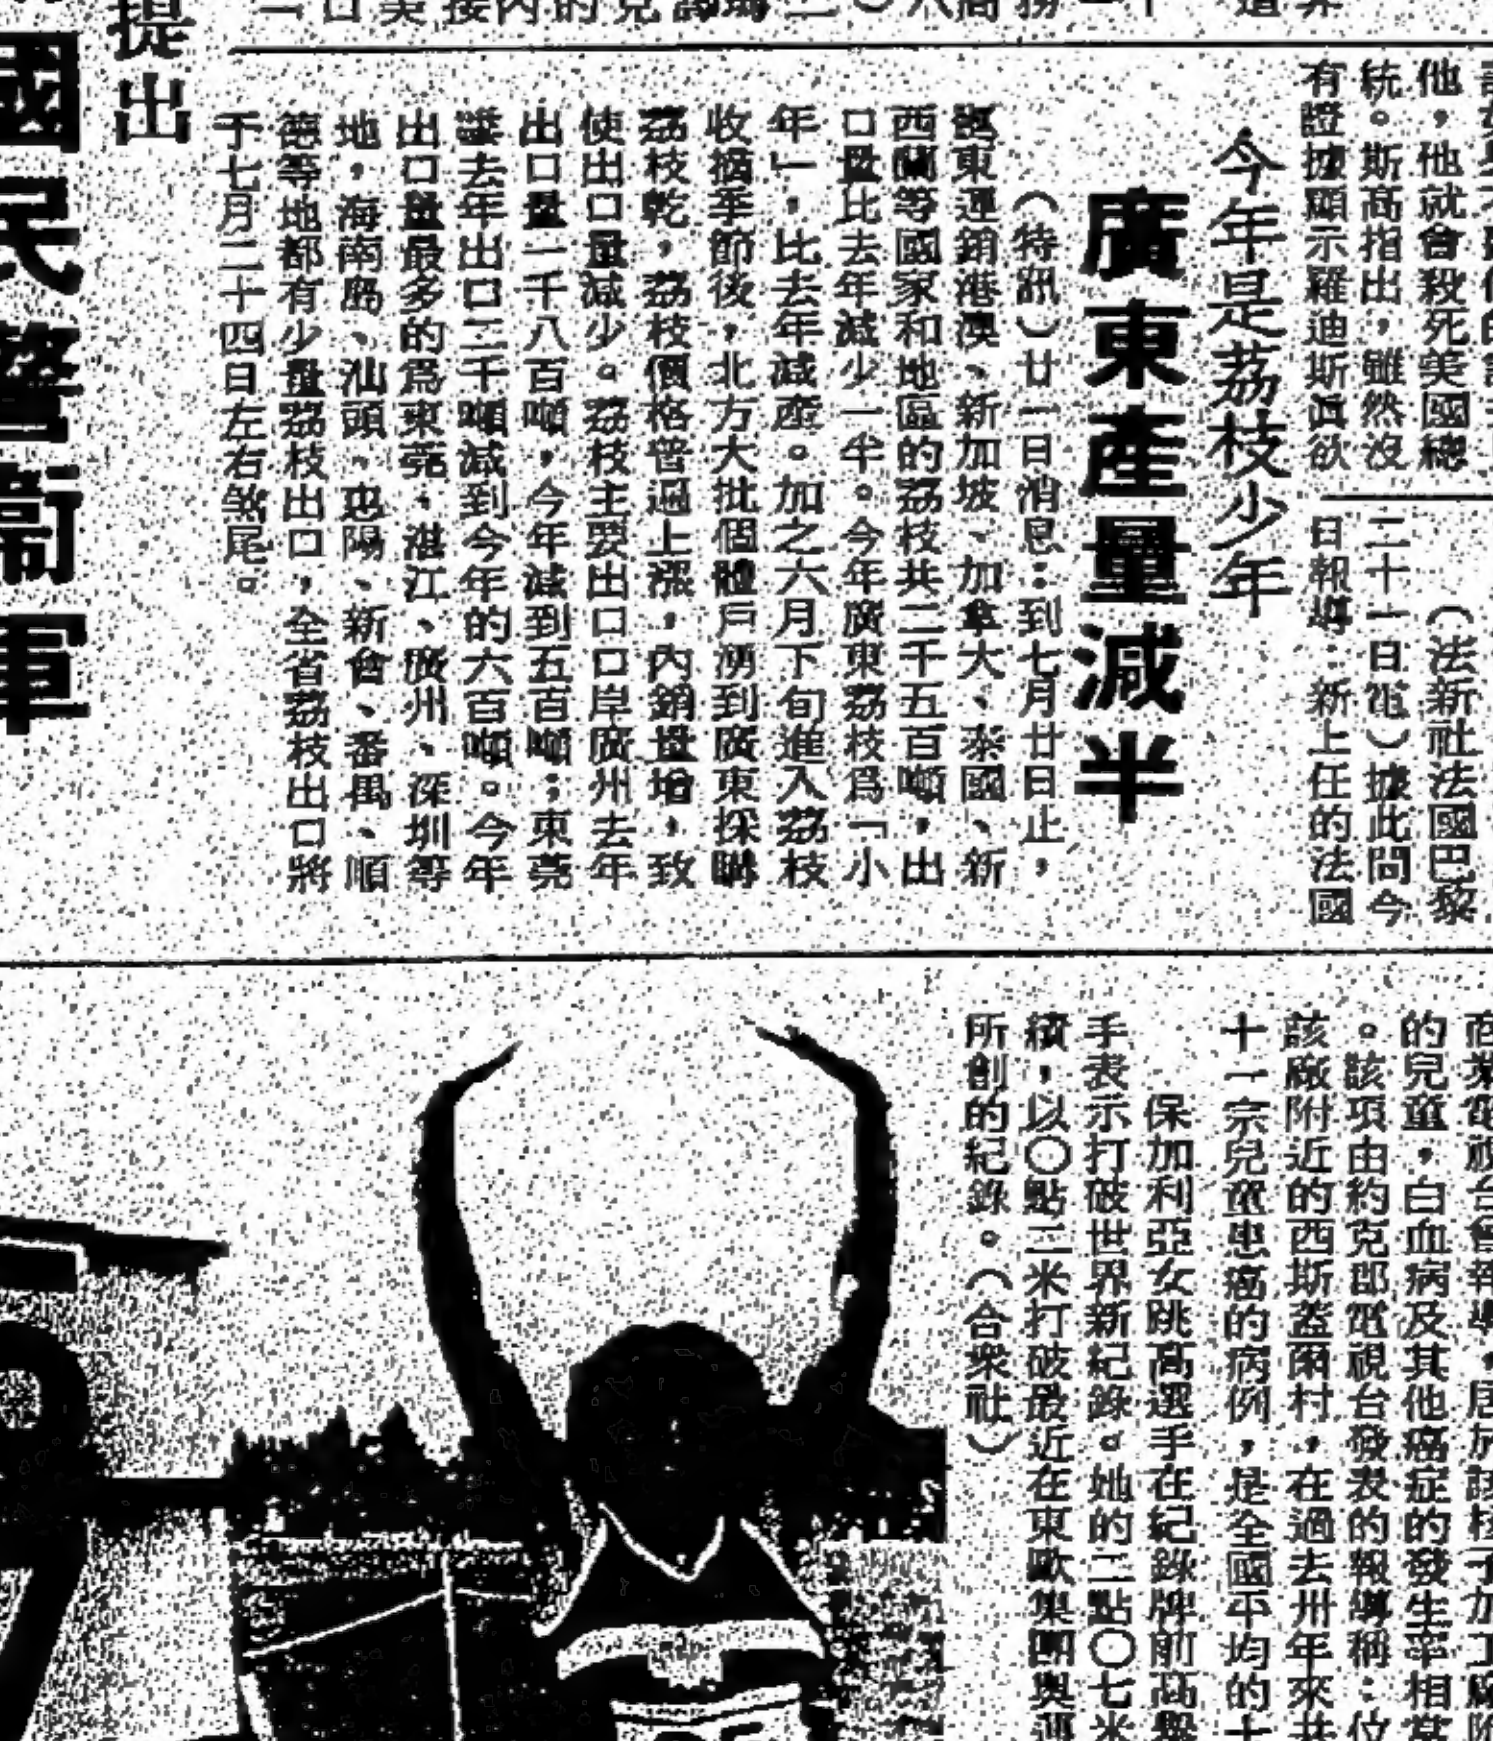 他，他就會殺死美國總
統。斯高指出，雖然沒
有證據顯示羅迪斯眞欲
（法新社法國巴黎
二十一日電）據此間今
日報導：新上任的法國
今年是荔枝少年
廣東產量減半
（特訊）廿一日消息：到七月廿日止，
東運銷港澳、新加坡、加拿大、泰國、新
西蘭等國家和地區的荔枝共二千五百噸，出
口量比去年減少一半。今年廣東荔枝爲「小
年」，比去年減產。加之六月下旬進入荔枝
收摘季節後，北方大批個體戶湧到廣東採購
荔枝乾，荔枝價格普遍上漲，內銷量增，致
使出口量減少。荔枝主要出口口岸廣州去年
出口量一千八百噸，今年減到五百噸；東莞
去年出口二千噸減到今年的六百噸。今年
出口量最多的爲東莞、湛江、廣州、深圳等
地，海南島、汕頭、惠陽、新會、番禺、順
德等地都有少量荔枝出口，全省荔枝出口將
于七月二十四日左右煞尾。
提出
國民警衞軍
的兒童，白血病及其他癌症的發生率相當
。該項由約克郡電視台發表的報導稱：位
該廠附近的西斯蓋爾村，在過去卅年來共
十一宗兒童患癌的病例，是全國平均的十
保加利亞女跳高選手在紀錄牌前高舉
手表示打破世界新紀錄。她的二點〇七米
績，以〇點二米打破最近在東歐集團奧運
所創的紀錄。（合衆社）